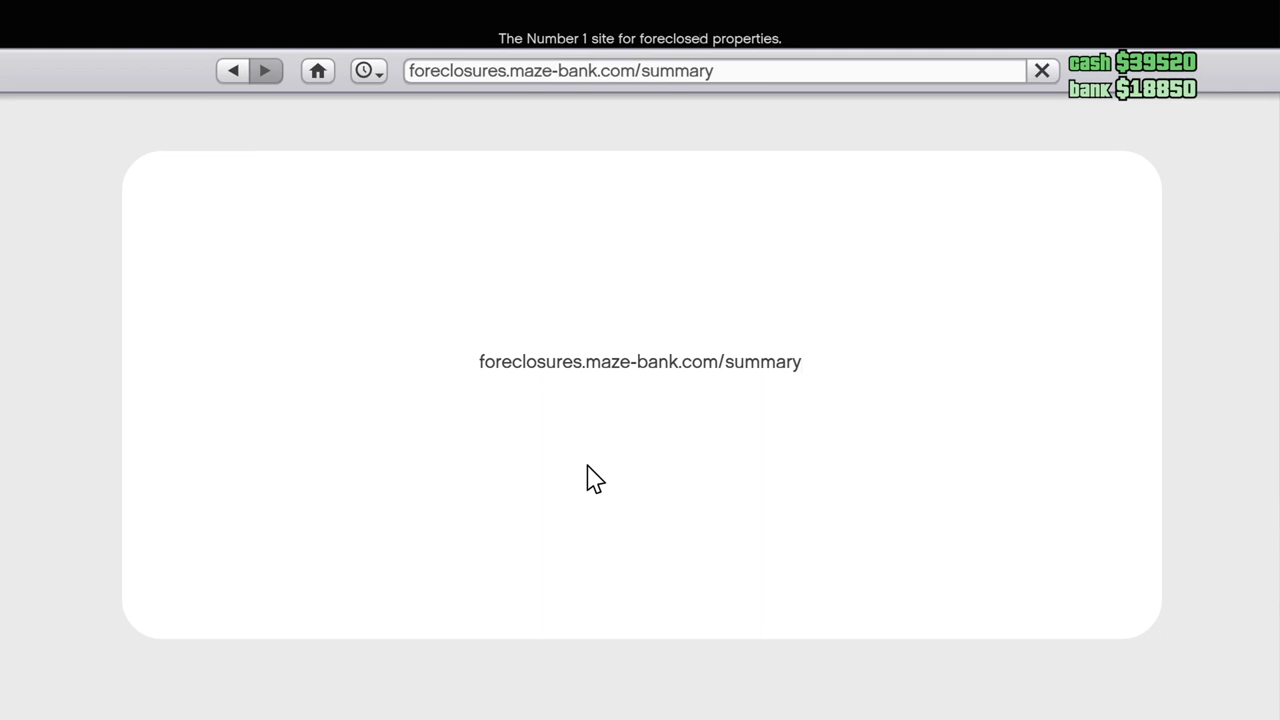 The Number 1 site for foreclosed properties.
foreclosures.maze-bank.com/summary
cash $39520
bank $18850
foreclosures.maze-bank.com/summary